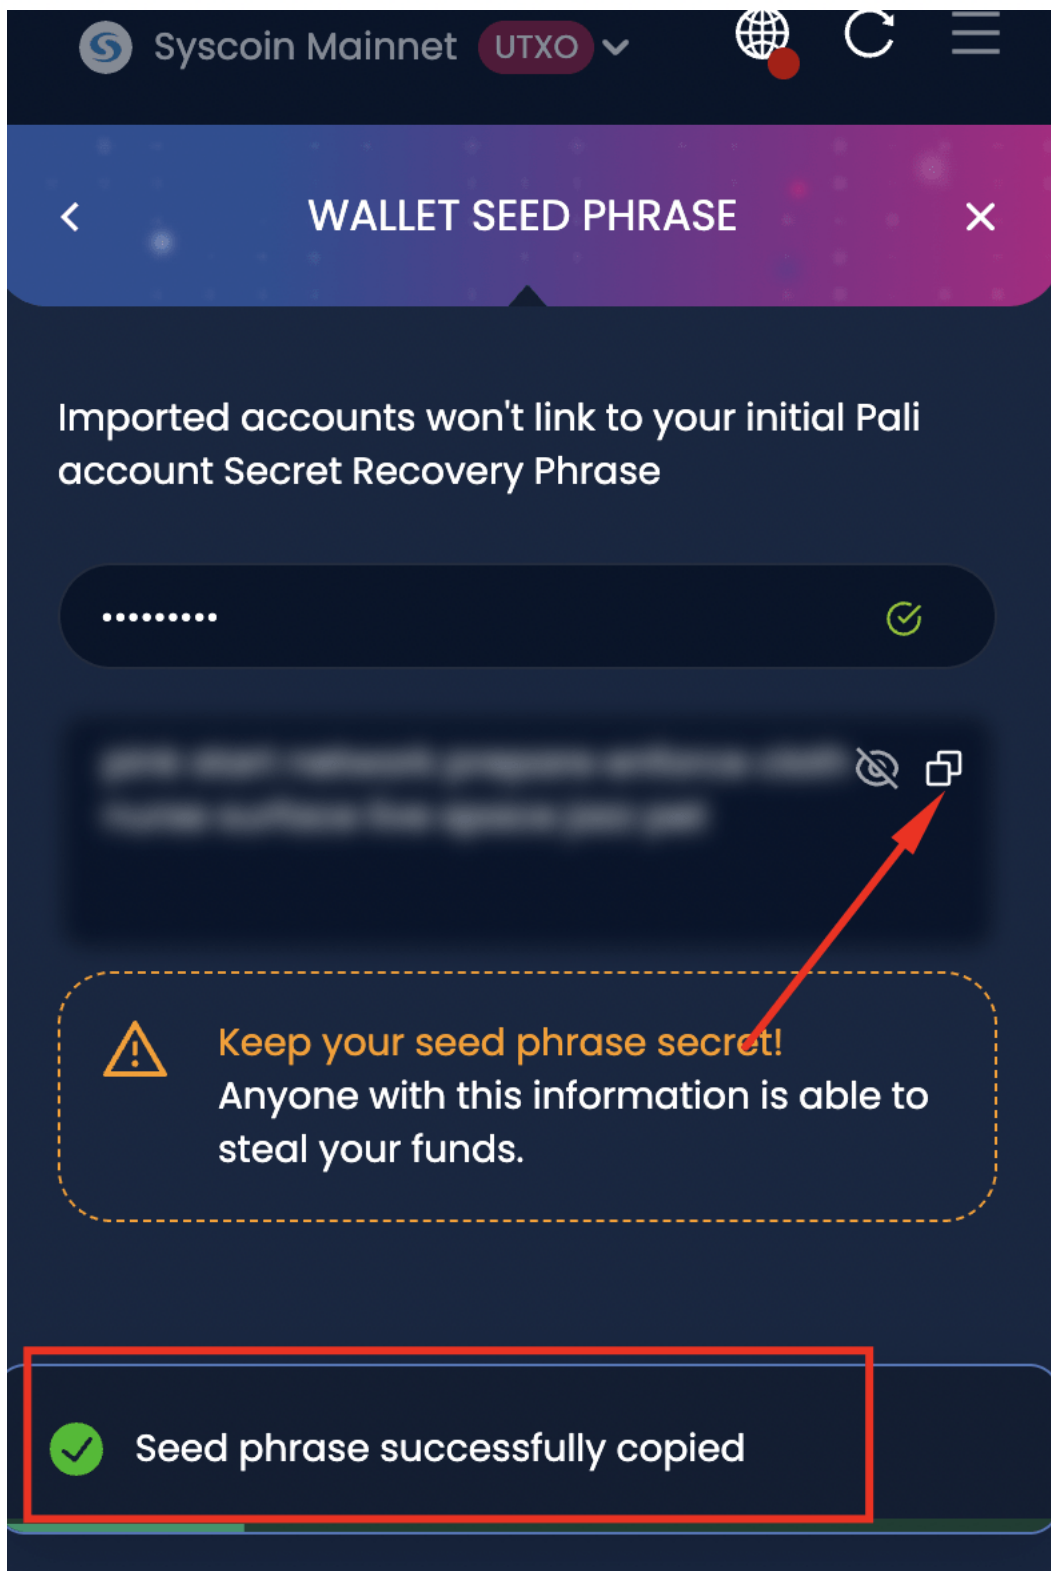 Syscoin Mainnet UTXO
WALLET SEED PHRASE
Imported accounts won't link to your initial Pali
account Secret Recovery Phrase
•••••••••
Keep your seed phrase secret!
Anyone with this information is able to
steal your funds.
Seed phrase successfully copied